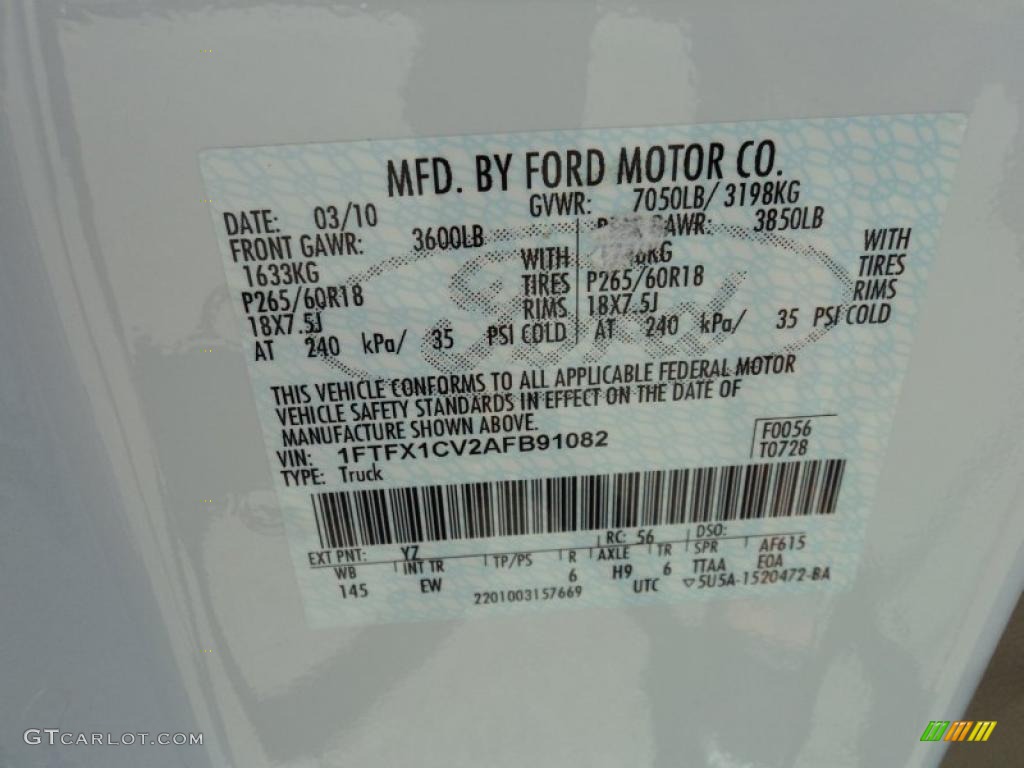 MFD. BY FORD MOTOR CO.
DATE: 03/10 GVWR: 7050LB/ 3198KG
FRONT GAWR: 3600LB GAWR: 3850LB
1633KG WITH KG WITH
P265/60R18 TIRES P265/60R18 TIRES
18X7.5J RIMS 18X7.5J RIMS
AT 240 kPa/ 35 PSI COLD AT 240 kPa/ 35 PSI COLD
Ford
THIS VEHICLE CONFORMS TO ALL APPLICABLE FEDERAL MOTOR
VEHICLE SAFETY STANDARDS IN EFFECT ON THE DATE OF
MANUFACTURE SHOWN ABOVE.
VIN: 1FTFX1CV2AFB91082 F0056
TYPE: Truck T0728
EXT PNT: YZ RC: 56 DSO:
WB INT TR TP/PS R AXLE TR SPR AF615
145 EW 6 H9 6 TTAA EOA
2201003157669 UTC ▽5U5A-1520472-BA
GTCARLOT.COM